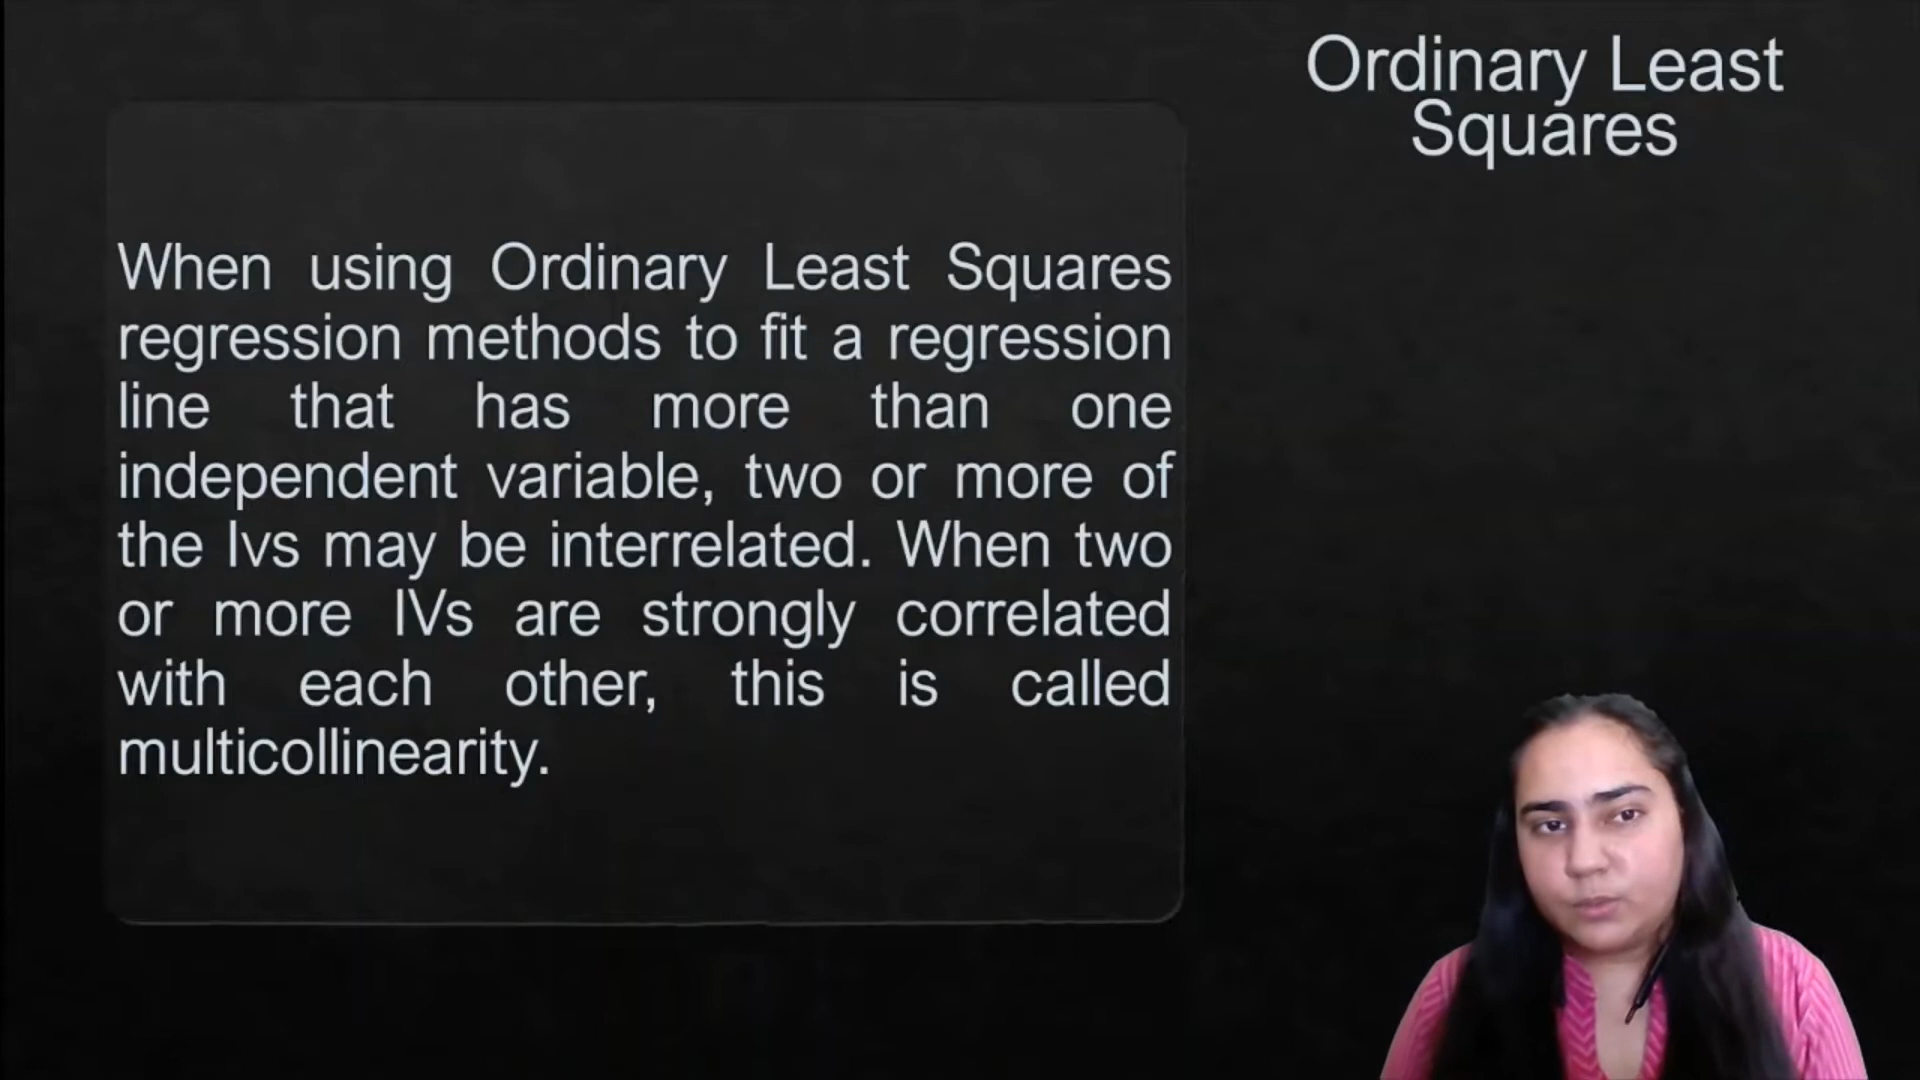 Ordinary Least
Squares
When using Ordinary Least Squares
regression methods to fit a regression
line that has more than one
independent variable, two or more of
the Ivs may be interrelated. When two
or more IVs are strongly correlated
with each other, this is called
multicollinearity.